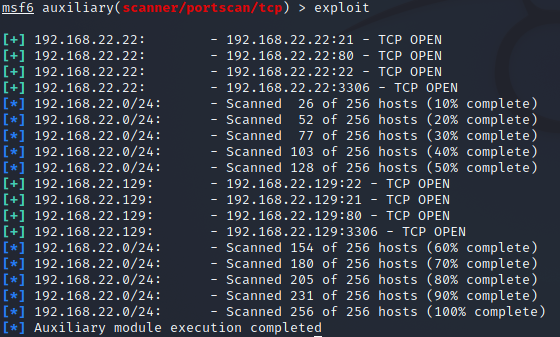 msf6 auxiliary(scanner/portscan/tcp) > exploit
[+] 192.168.22.22:        - 192.168.22.22:21 - TCP OPEN
[+] 192.168.22.22:        - 192.168.22.22:80 - TCP OPEN
[+] 192.168.22.22:        - 192.168.22.22:22 - TCP OPEN
[+] 192.168.22.22:        - 192.168.22.22:3306 - TCP OPEN
[*] 192.168.22.0/24:      - Scanned  26 of 256 hosts (10% complete)
[*] 192.168.22.0/24:      - Scanned  52 of 256 hosts (20% complete)
[*] 192.168.22.0/24:      - Scanned  77 of 256 hosts (30% complete)
[*] 192.168.22.0/24:      - Scanned 103 of 256 hosts (40% complete)
[*] 192.168.22.0/24:      - Scanned 128 of 256 hosts (50% complete)
[+] 192.168.22.129:       - 192.168.22.129:22 - TCP OPEN
[+] 192.168.22.129:       - 192.168.22.129:21 - TCP OPEN
[+] 192.168.22.129:       - 192.168.22.129:80 - TCP OPEN
[+] 192.168.22.129:       - 192.168.22.129:3306 - TCP OPEN
[*] 192.168.22.0/24:      - Scanned 154 of 256 hosts (60% complete)
[*] 192.168.22.0/24:      - Scanned 180 of 256 hosts (70% complete)
[*] 192.168.22.0/24:      - Scanned 205 of 256 hosts (80% complete)
[*] 192.168.22.0/24:      - Scanned 231 of 256 hosts (90% complete)
[*] 192.168.22.0/24:      - Scanned 256 of 256 hosts (100% complete)
[*] Auxiliary module execution completed